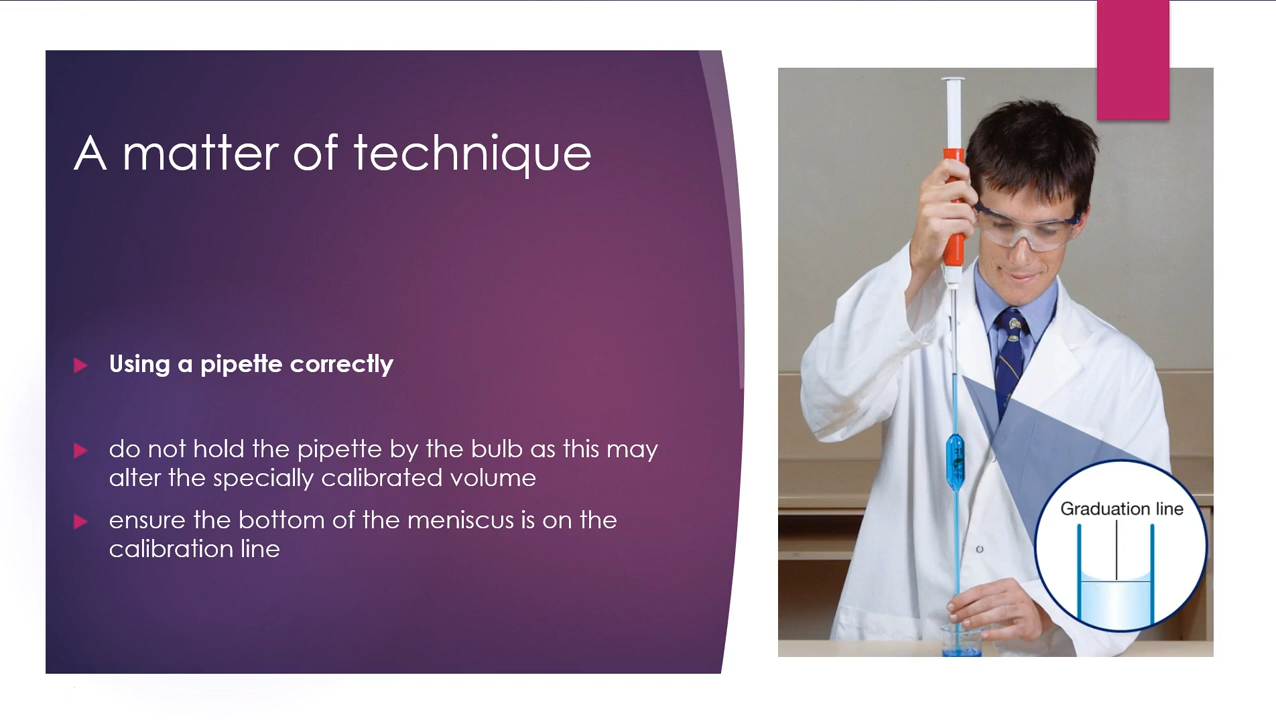 A matter of technique
Using a pipette correctly
do not hold the pipette by the bulb as this may
alter the specially calibrated volume
ensure the bottom of the meniscus is on the
calibration line
Graduation line